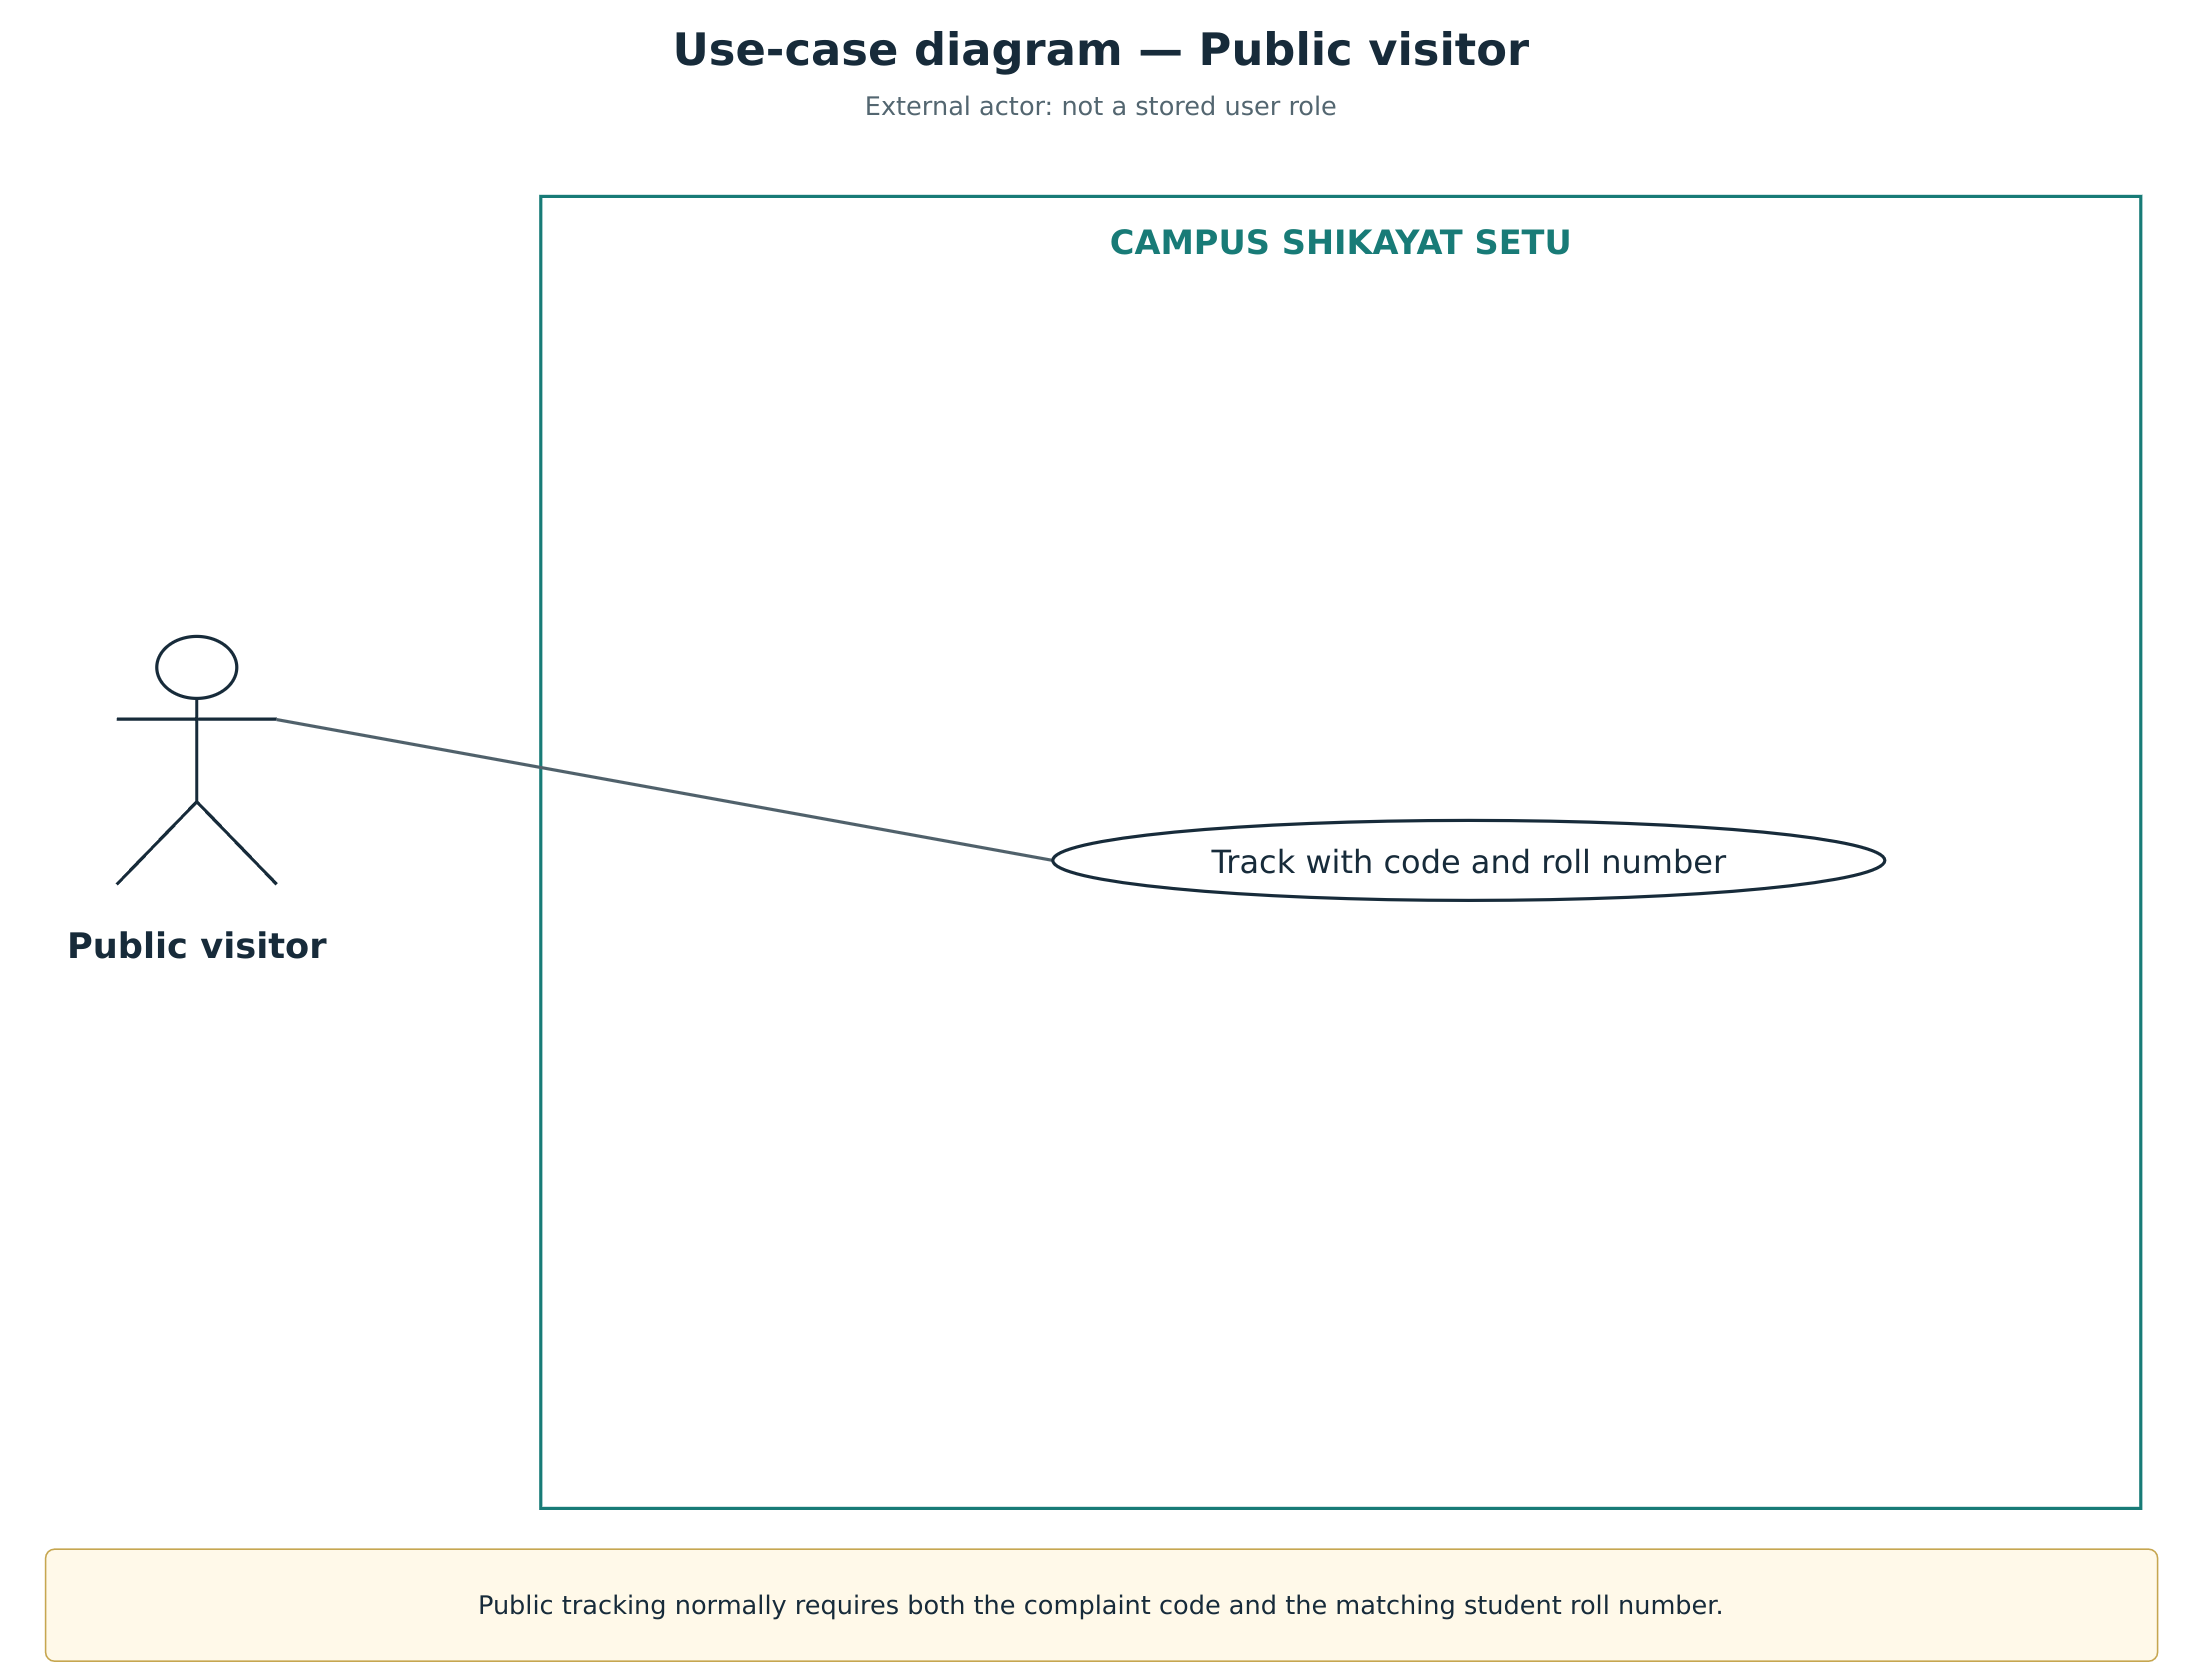 Use-case diagram — Public visitor
External actor: not a stored user role
CAMPUS SHIKAYAT SETU
Track with code and roll number
Public visitor
Public tracking normally requires both the complaint code and the matching student roll number.